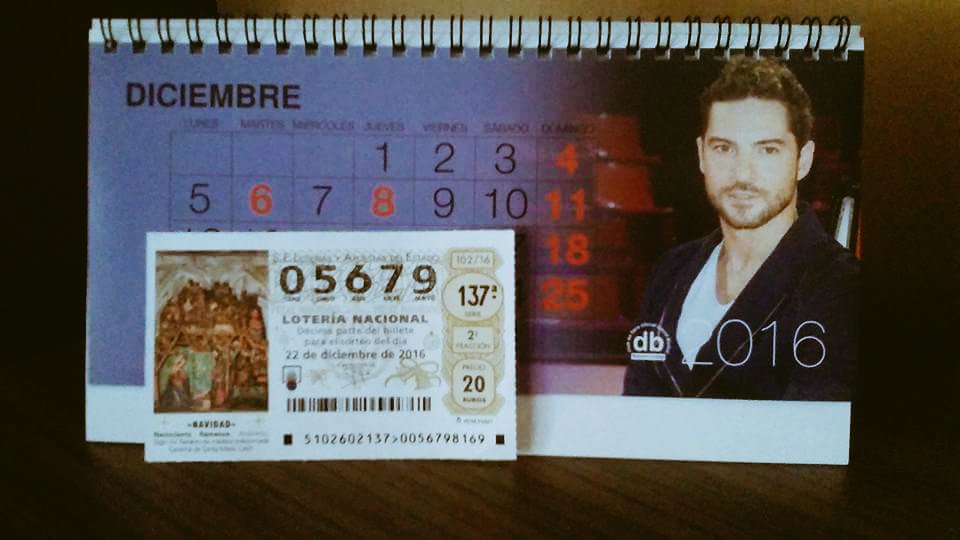 DICIEMBRE
LUNES MARTES MIÉRCOLES JUEVES VIERNES SÁBADO DOMINGO
1 2 3 4
5 6 7 8 9 10 11
18
25
db
2016
05679
102/16
137ª
SERIE
LOTERÍA NACIONAL
Décima parte del billete
para el sorteo del día
22 de diciembre de 2016
2ª
FRACCIÓN
PRECIO
20
EUROS
-NAVIDAD-
5102602137>0056798169